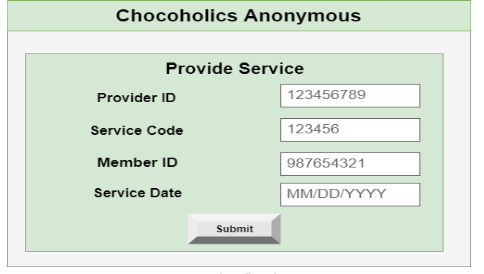 Chocoholics Anonymous
Provide Service
Provider ID 123456789
Service Code 123456
Member ID 987654321
Service Date MM/DD/YYYY
Submit